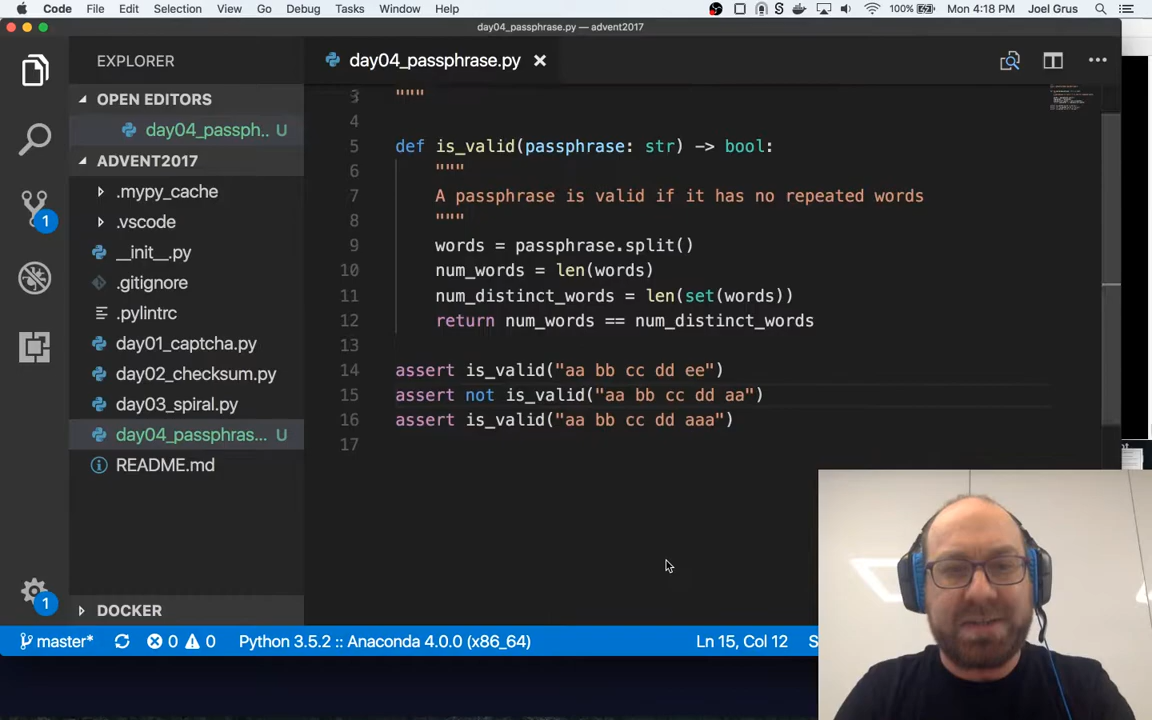 Code File Edit Selection View Go Debug Tasks Window Help 100% Mon 4:18 PM Joel Grus
day04_passphrase.py — advent2017
EXPLORER
day04_passphrase.py
OPEN EDITORS
day04_passph.. U
ADVENT2017
.mypy_cache
.vscode
__init__.py
.gitignore
.pylintrc
day01_captcha.py
day02_checksum.py
day03_spiral.py
day04_passphras... U
README.md
DOCKER
1
1
3 """
4
5 def is_valid(passphrase: str) -> bool:
6 """
7 A passphrase is valid if it has no repeated words
8 """
9 words = passphrase.split()
10 num_words = len(words)
11 num_distinct_words = len(set(words))
12 return num_words == num_distinct_words
13
14 assert is_valid("aa bb cc dd ee")
15 assert not is_valid("aa bb cc dd aa")
16 assert is_valid("aa bb cc dd aaa")
17
master* 0 0 Python 3.5.2 :: Anaconda 4.0.0 (x86_64) Ln 15, Col 12